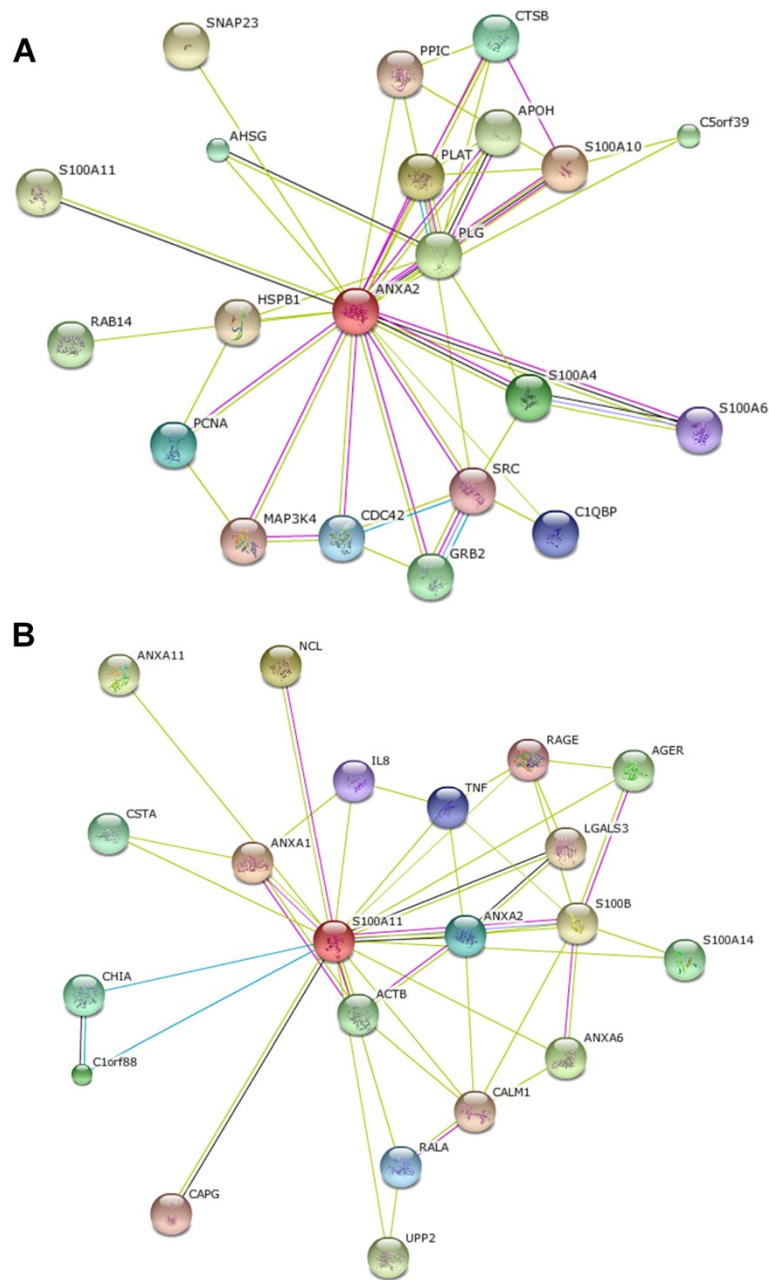 A
SNAP23
CTSB
PPIC
APOH
C5orf39
AHSG
PLAT
S100A10
S100A11
PLG
ANXA2
HSPB1
RAB14
S100A4
S100A6
PCNA
SRC
MAP3K4
CDC42
C1QBP
GRB2
B
ANXA11
NCL
RAGE
AGER
IL8
TNF
CSTA
LGALS3
ANXA1
S100A11
ANXA2
S100B
S100A14
CHIA
ACTB
ANXA6
C1orf88
CALM1
RALA
CAPG
UPP2